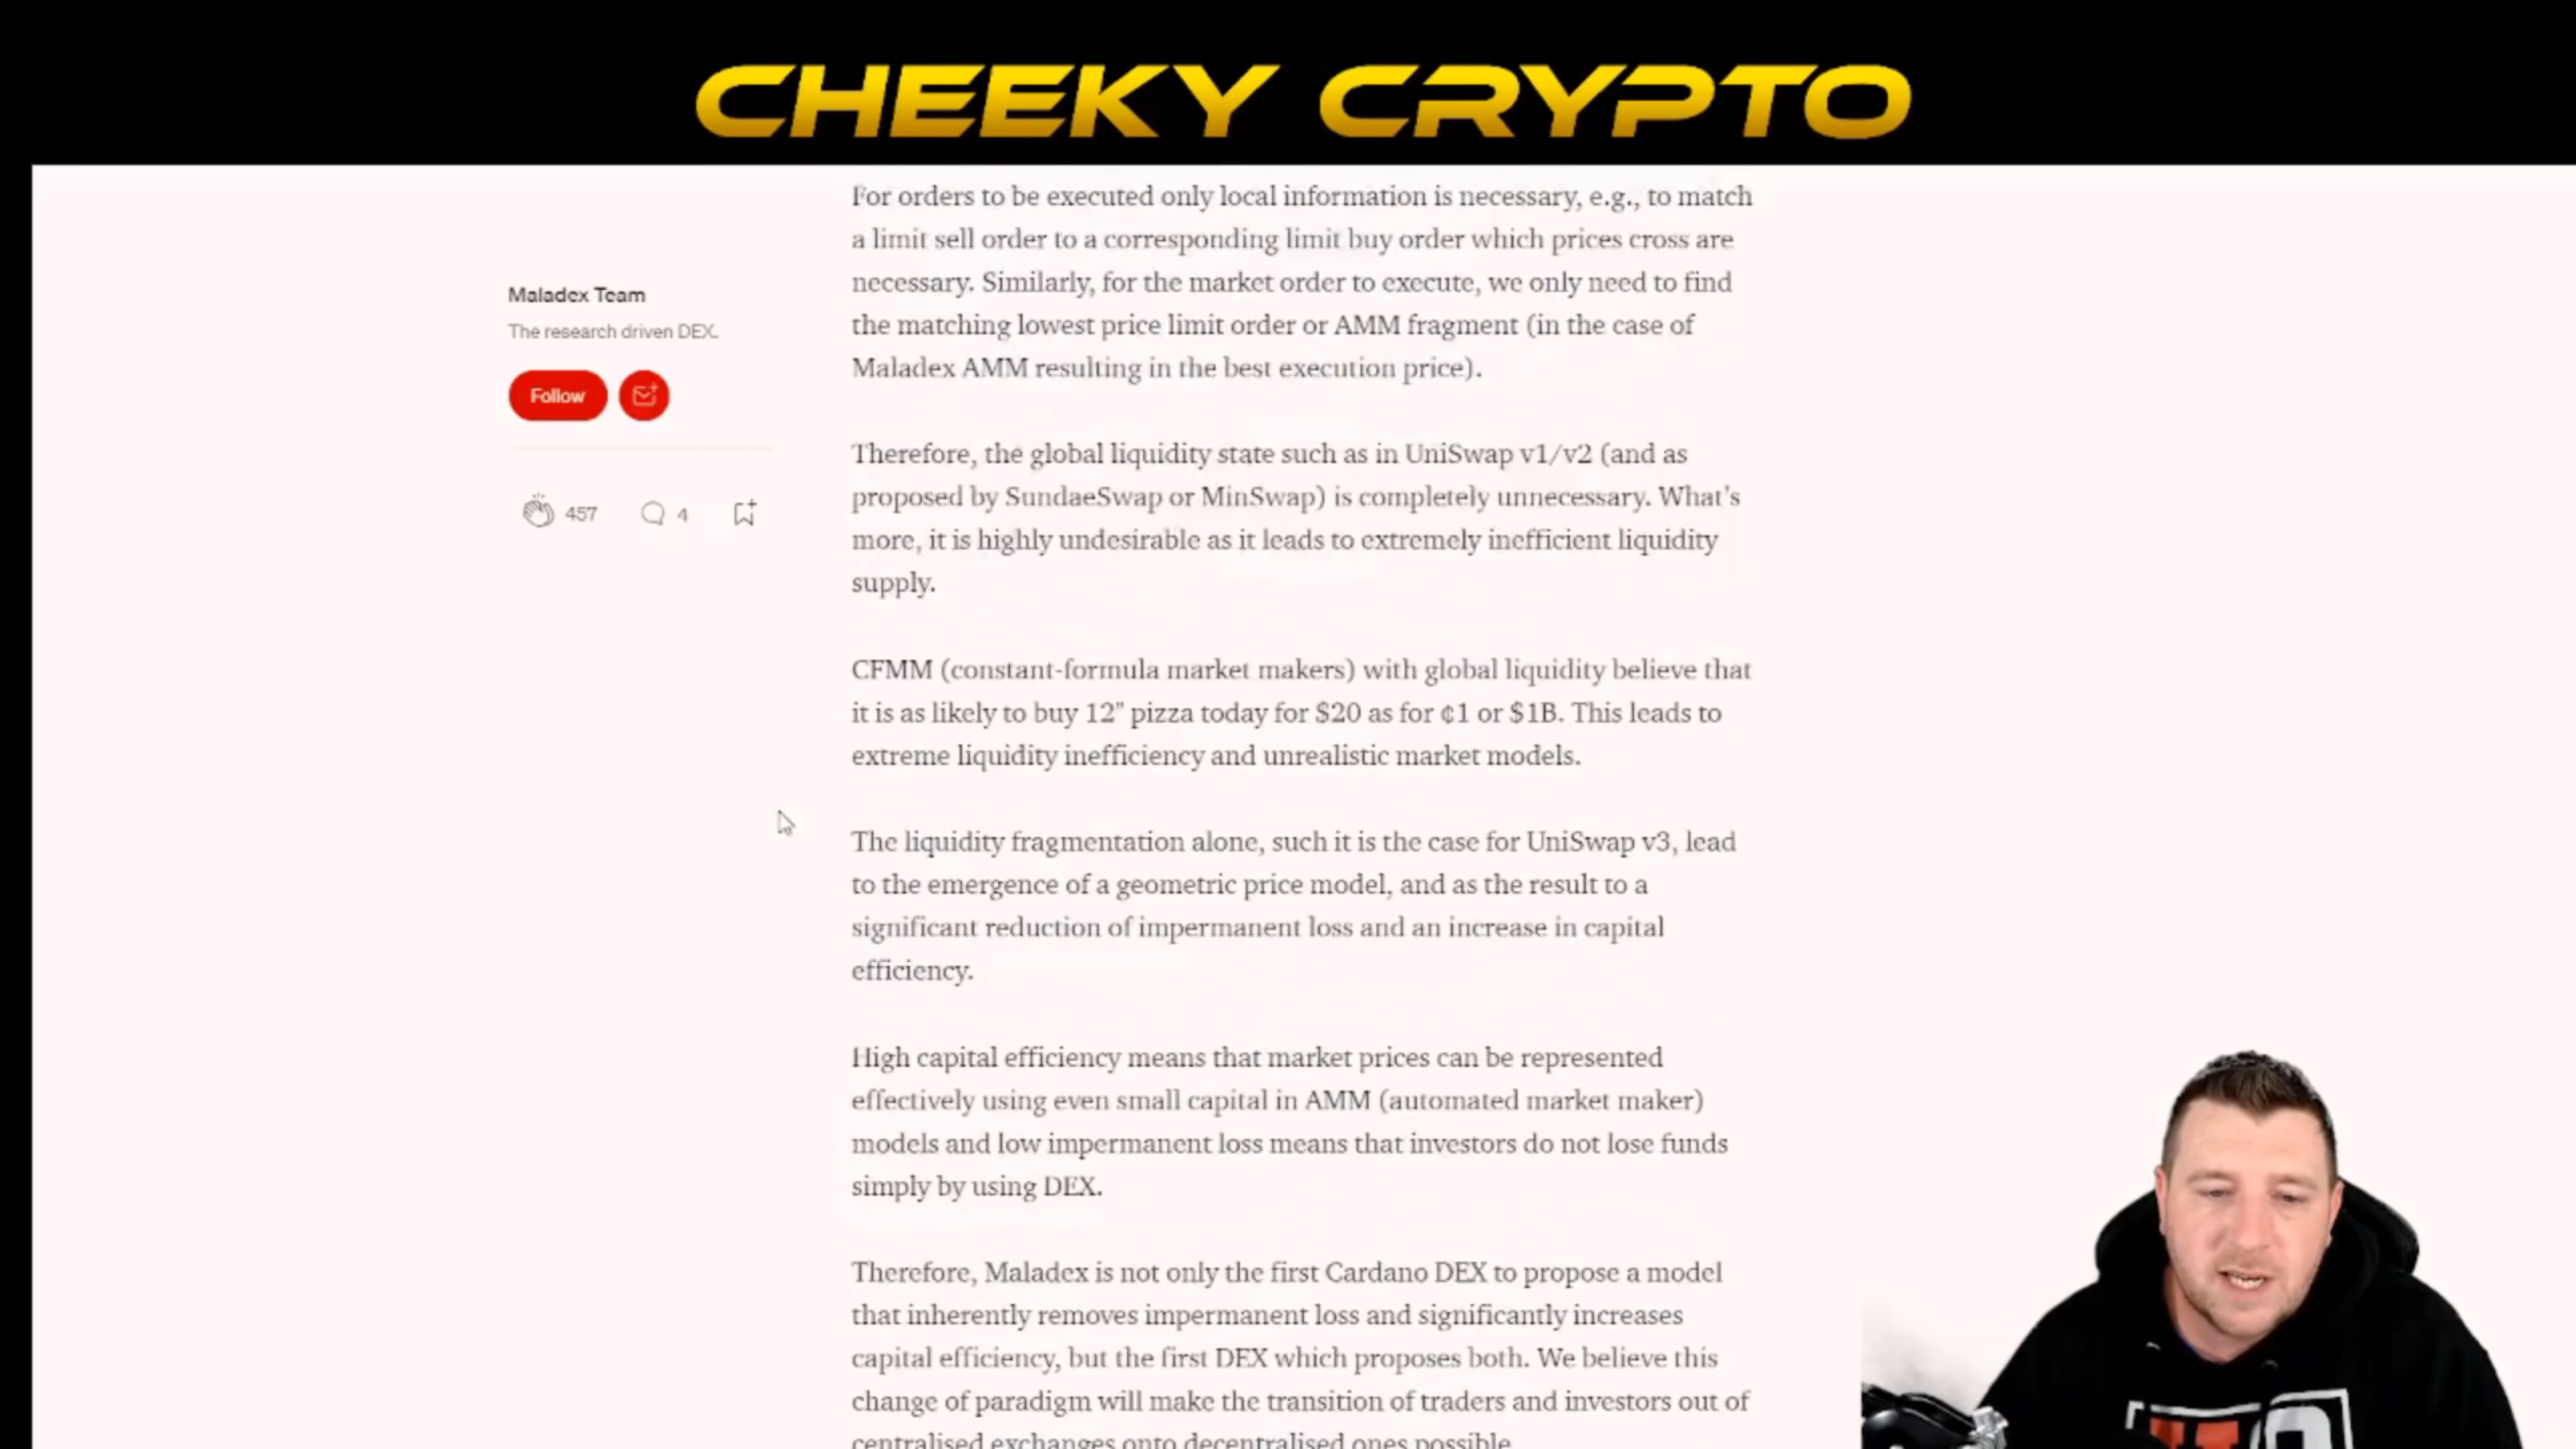 CHEEKY CRYPTO
For orders to be executed only local information is necessary, e.g., to match
a limit sell order to a corresponding limit buy order which prices cross are
necessary. Similarly, for the market order to execute, we only need to find
the matching lowest price limit order or AMM fragment (in the case of
Maladex AMM resulting in the best execution price).
Maladex Team
The research driven DEX.
Follow
457 4
Therefore, the global liquidity state such as in UniSwap v1/v2 (and as
proposed by SundaeSwap or MinSwap) is completely unnecessary. What's
more, it is highly undesirable as it leads to extremely inefficient liquidity
supply.
CFMM (constant-formula market makers) with global liquidity believe that
it is as likely to buy 12" pizza today for $20 as for ¢1 or $1B. This leads to
extreme liquidity inefficiency and unrealistic market models.
The liquidity fragmentation alone, such it is the case for UniSwap v3, lead
to the emergence of a geometric price model, and as the result to a
significant reduction of impermanent loss and an increase in capital
efficiency.
High capital efficiency means that market prices can be represented
effectively using even small capital in AMM (automated market maker)
models and low impermanent loss means that investors do not lose funds
simply by using DEX.
Therefore, Maladex is not only the first Cardano DEX to propose a model
that inherently removes impermanent loss and significantly increases
capital efficiency, but the first DEX which proposes both. We believe this
change of paradigm will make the transition of traders and investors out of
centralised exchanges onto decentralised ones possible.